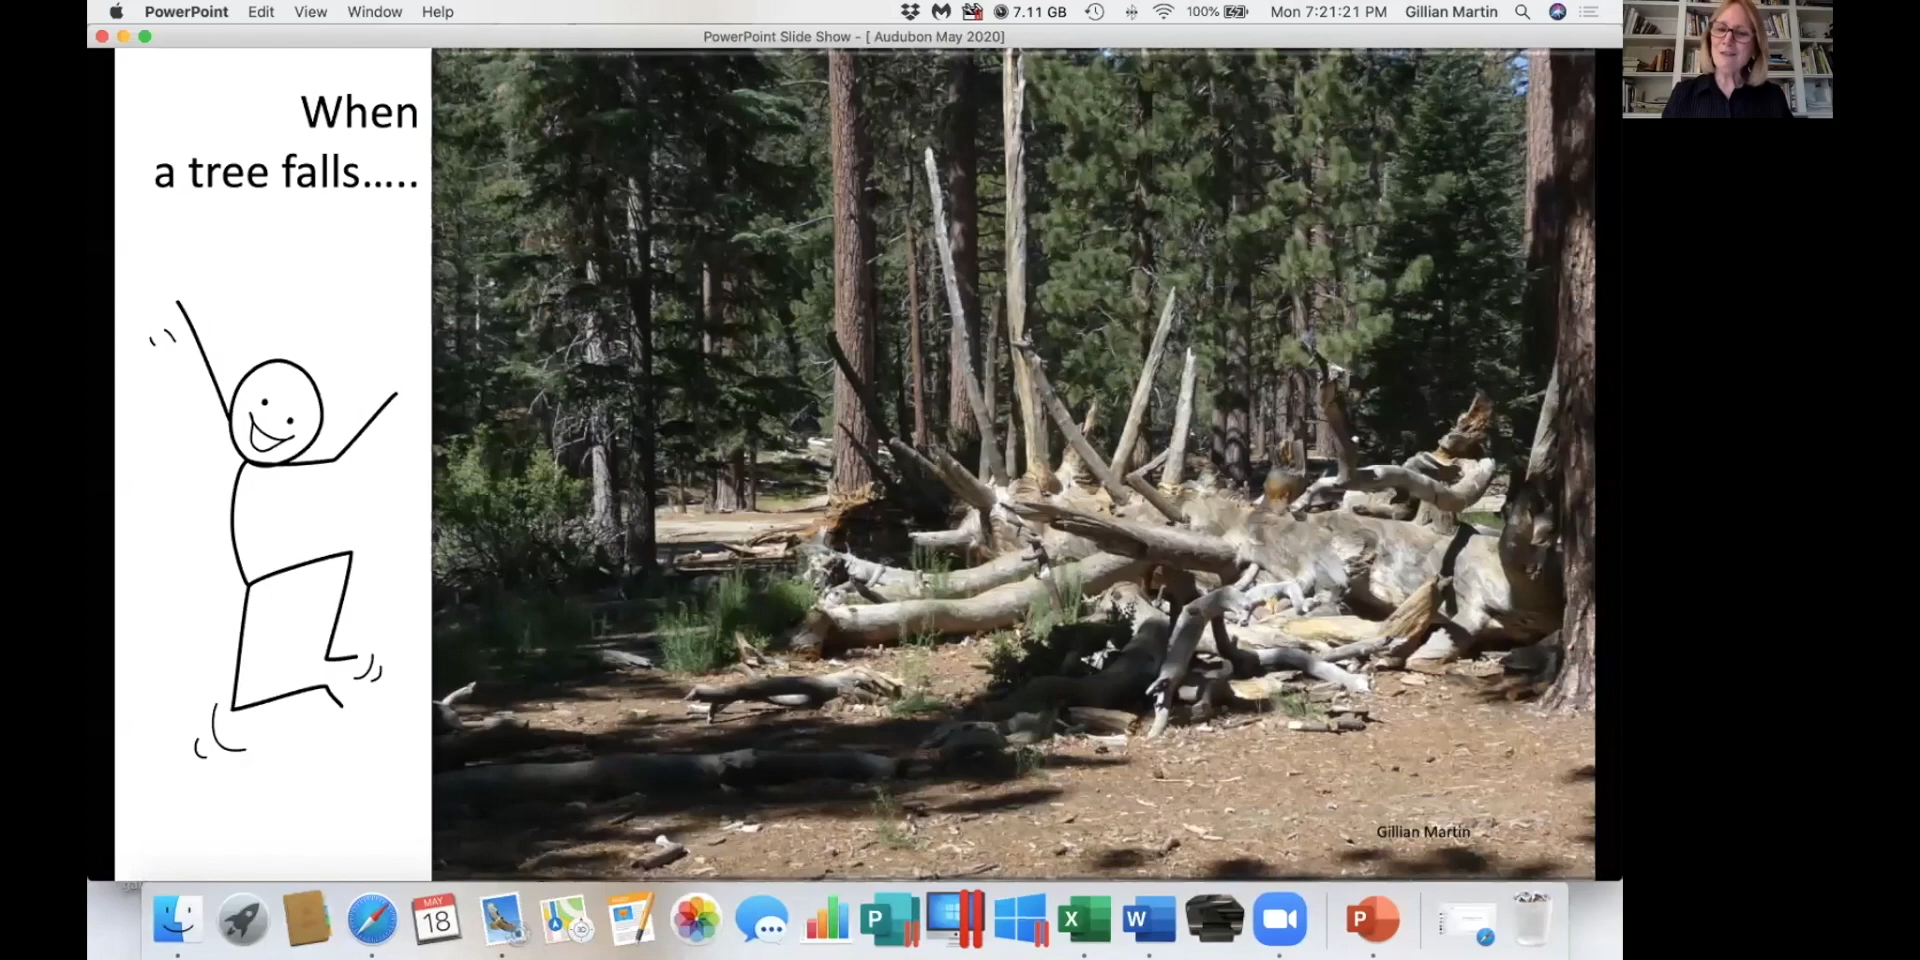 PowerPoint Edit View Window Help 7.11 GB 100% Mon 7:21:21 PM Gillian Martin
PowerPoint Slide Show - [ Audubon May 2020]
When
a tree falls.....
Gillian Martin
MAY
18
3D
P
X
W
P